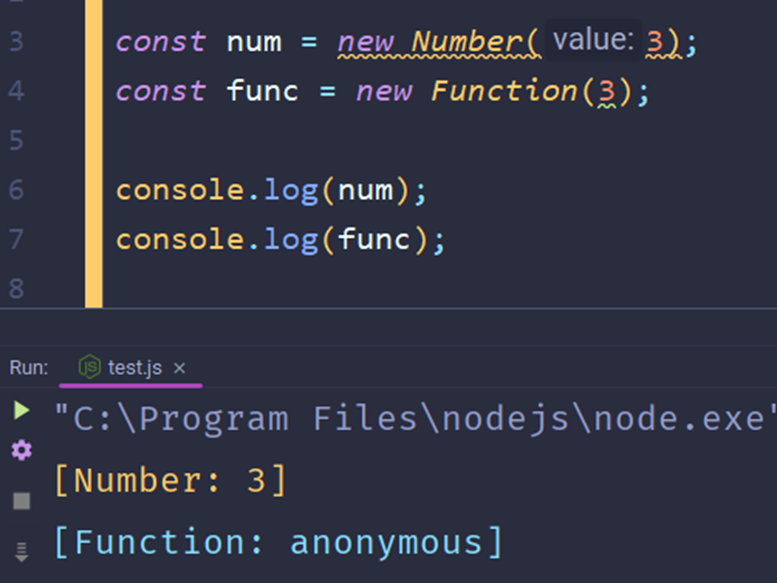 3 const num = new Number( value: 3);
4 const func = new Function(3);
5
6 console.log(num);
7 console.log(func);
8
Run: JS test.js ×
"C:\Program Files\nodejs\node.exe"
[Number: 3]
[Function: anonymous]